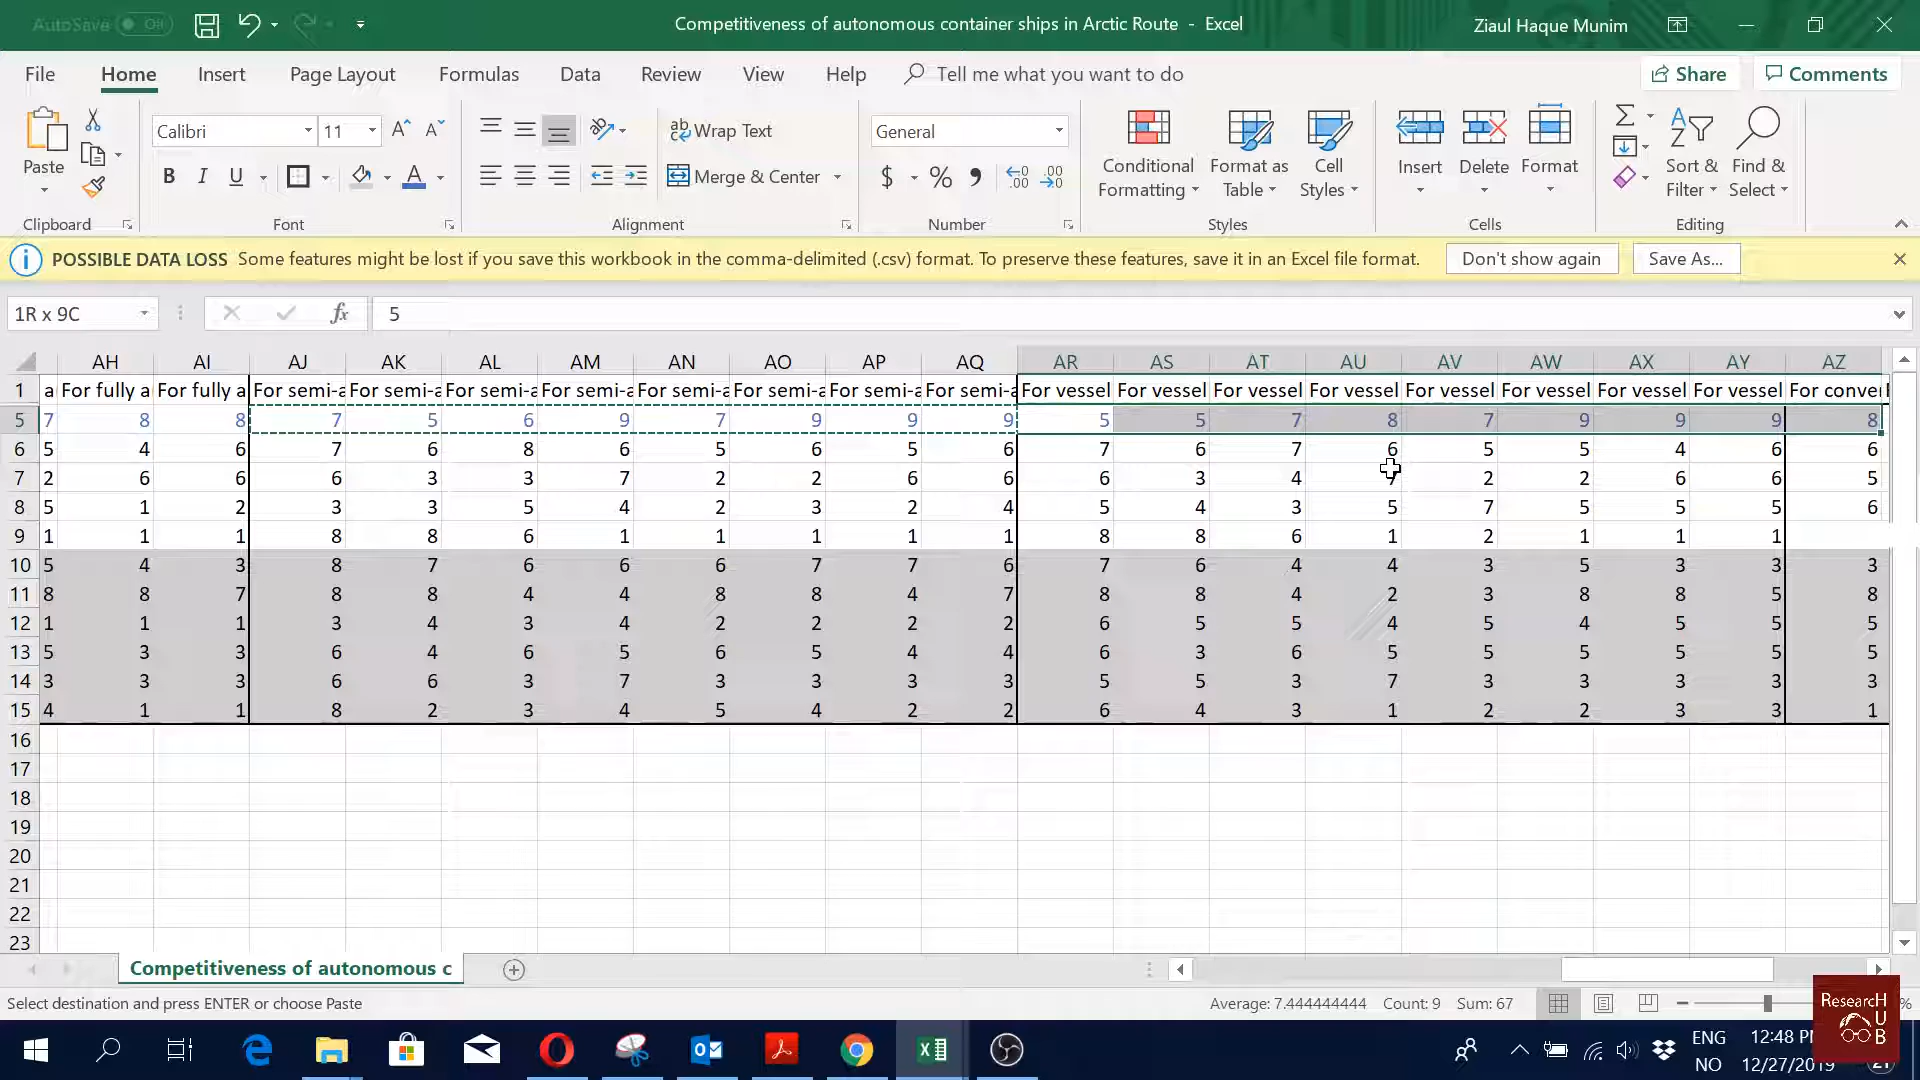 AutoSave Off
Competitiveness of autonomous container ships in Arctic Route - Excel
Ziaul Haque Munim
File Home Insert Page Layout Formulas Data Review View Help Tell me what you want to do Share Comments
Paste
Clipboard
Calibri 11
B I U
Font
ab Wrap Text
Merge & Center
Alignment
General
$ % 9 .00 .00
Number
Conditional Formatting
Format as Table
Cell Styles
Styles
Insert Delete Format
Cells
Sort & Filter
Find & Select
Editing
POSSIBLE DATA LOSS Some features might be lost if you save this workbook in the comma-delimited (.csv) format. To preserve these features, save it in an Excel file format. Don't show again Save As...
1R x 9C fx 5
AH AI AJ AK AL AM AN AO AP AQ AR AS AT AU AV AW AX AY AZ
1 a For fully a For fully a For semi-a For semi-a For semi-a For semi-a For semi-a For semi-a For semi-a For semi-a For vessel For vessel For vessel For vessel For vessel For vessel For vessel For vessel For conve
5 7 8 8 7 5 6 9 7 9 9 9 5 5 7 8 7 9 9 9 8
6 5 4 6 7 6 8 6 5 6 5 6 7 6 7 6 5 5 4 6 6
7 2 6 6 6 3 3 7 2 2 6 6 6 3 4 7 2 2 6 6 5
8 5 1 2 3 3 5 4 2 3 2 4 5 4 3 5 7 5 5 5 6
9 1 1 1 8 8 6 1 1 1 1 1 8 8 6 1 2 1 1 1
10 5 4 3 8 7 6 6 6 7 7 6 7 6 4 4 3 5 3 3 3
11 8 8 7 8 8 4 4 8 8 4 7 8 8 4 2 3 8 8 5 8
12 1 1 1 3 4 3 4 2 2 2 2 6 5 5 4 5 4 5 5 5
13 5 3 3 6 4 6 5 6 5 4 4 6 3 6 5 5 5 5 5 5
14 3 3 3 6 6 3 7 3 3 3 3 5 5 3 7 3 3 3 3 3
15 4 1 1 8 2 3 4 5 4 2 2 6 4 3 1 2 2 3 3 1
16
17
18
19
20
21
22
23
Competitiveness of autonomous c
Select destination and press ENTER or choose Paste Average: 7.444444444 Count: 9 Sum: 67 %
ResearcH
U
B
ENG
NO
12:48 P
12/27/2019
21